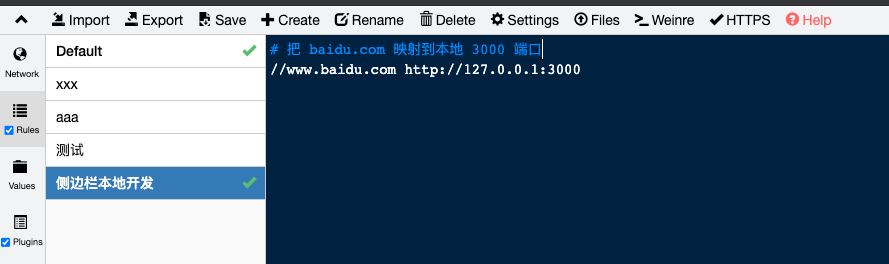 Import Export Save Create Rename Delete Settings Files Weinre HTTPS Help
Network
Rules
Values
Plugins
Default
xxx
aaa
测试
侧边栏本地开发
# 把 baidu.com 映射到本地 3000 端口
//www.baidu.com http://127.0.0.1:3000